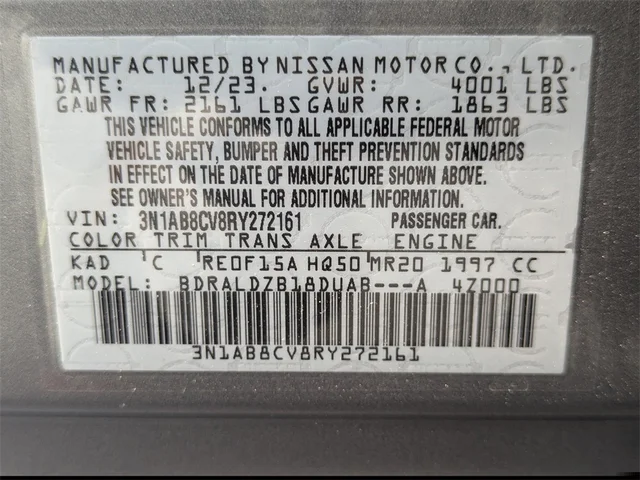 MANUFACTURED BY NISSAN MOTOR CO., LTD.
DATE: 12/23. GVWR: 4001 LBS
GAWR FR: 2161 LBS GAWR RR: 1863 LBS
THIS VEHICLE CONFORMS TO ALL APPLICABLE FEDERAL MOTOR
VEHICLE SAFETY, BUMPER AND THEFT PREVENTION STANDARDS
IN EFFECT ON THE DATE OF MANUFACTURE SHOWN ABOVE.
SEE OWNER'S MANUAL FOR ADDITIONAL INFORMATION.
VIN: 3N1AB8CV8RY272161 PASSENGER CAR.
COLOR TRIM TRANS AXLE ENGINE
KAD C RE0F15A HQ50 MR20 1997 CC
MODEL: BDRALDZB18DUAB---A 4Z000
3N1AB8CV8RY272161